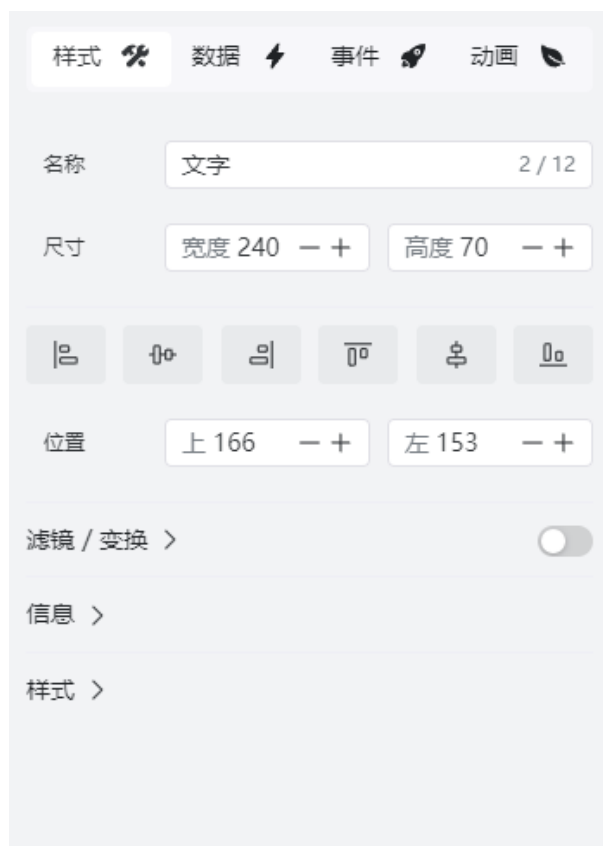 样式 数据 事件 动画
名称 文字 2 / 12
尺寸 宽度 240 — + 高度 70 — +
位置 上 166 — + 左 153 — +
滤镜 / 变换 >
信息 >
样式 >